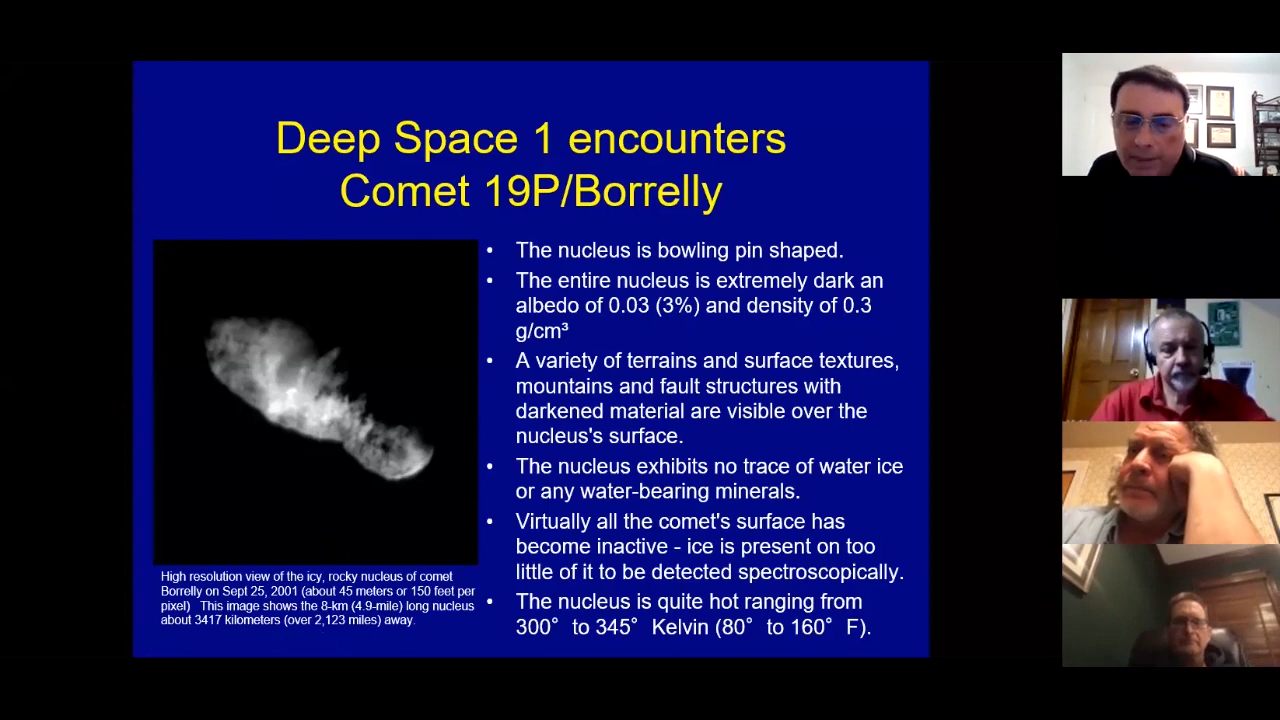 Deep Space 1 encounters
Comet 19P/Borrelly
• The nucleus is bowling pin shaped.
• The entire nucleus is extremely dark an
albedo of 0.03 (3%) and density of 0.3
g/cm³
• A variety of terrains and surface textures,
mountains and fault structures with
darkened material are visible over the
nucleus's surface.
• The nucleus exhibits no trace of water ice
or any water-bearing minerals.
• Virtually all the comet's surface has
become inactive - ice is present on too
little of it to be detected spectroscopically.
• The nucleus is quite hot ranging from
300° to 345° Kelvin (80° to 160° F).
High resolution view of the icy, rocky nucleus of comet
Borrelly on Sept 25, 2001 (about 45 meters or 150 feet per
pixel) This image shows the 8-km (4.9-mile) long nucleus
about 3417 kilometers (over 2,123 miles) away.